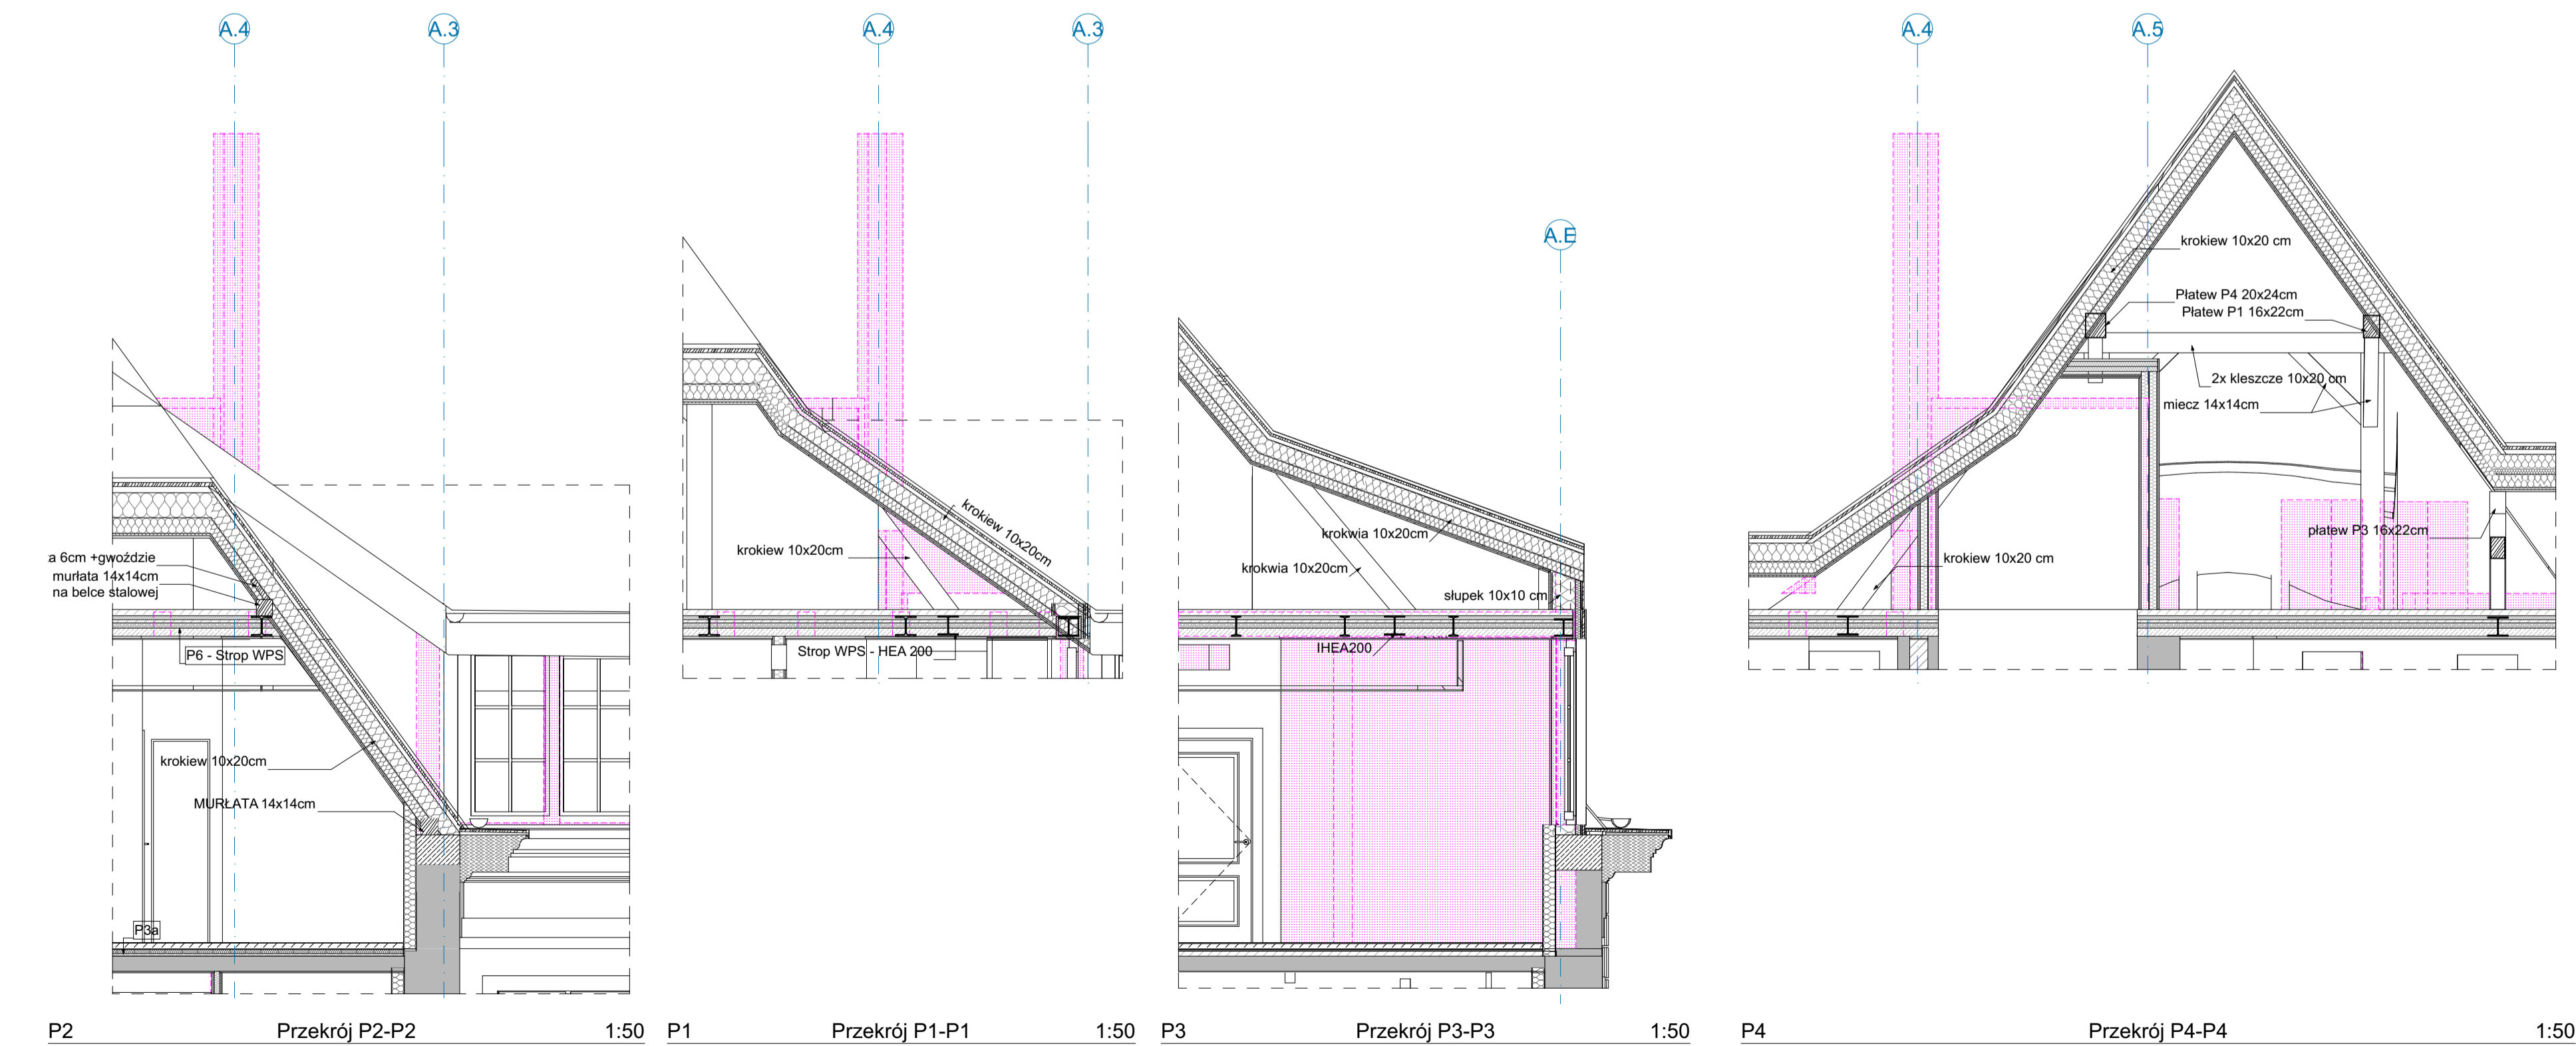 A.4
A.3
a 6cm +gwoździe
murłata 14x14cm
na belce stalowej
P6 - Strop WPS
krokiew 10x20cm
MURŁATA 14x14cm
P3a
P2 Przekrój P2-P2 1:50
A.4
A.3
krokiew 10x20cm
krokiew 10x20cm
Strop WPS - HEA 200
P1 Przekrój P1-P1 1:50
A.E
krokwia 10x20cm
krokwia 10x20cm
słupek 10x10 cm
IHEA200
P3 Przekrój P3-P3 1:50
A.4
A.5
krokiew 10x20 cm
Płatew P4 20x24cm
Płatew P1 16x22cm
2x kleszcze 10x20 cm
miecz 14x14cm
płatew P3 16x22cm
krokiew 10x20 cm
P4 Przekrój P4-P4 1:50